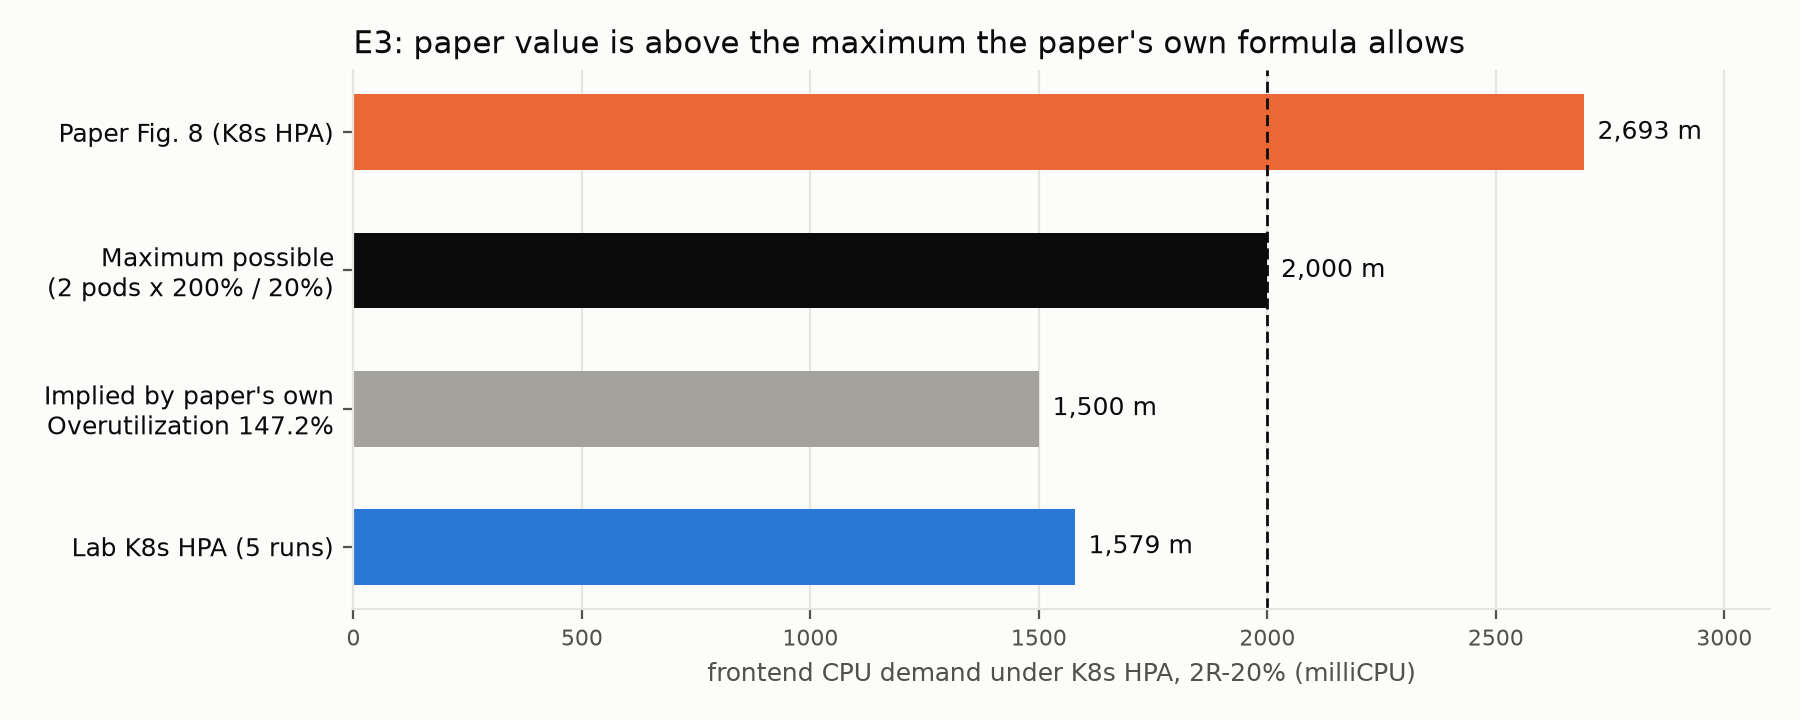 E3: paper value is above the maximum the paper's own formula allows
Paper Fig. 8 (K8s HPA)
2,693 m
Maximum possible
(2 pods x 200% / 20%)
2,000 m
Implied by paper's own
Overutilization 147.2%
1,500 m
Lab K8s HPA (5 runs)
1,579 m
0 500 1000 1500 2000 2500 3000
frontend CPU demand under K8s HPA, 2R-20% (milliCPU)